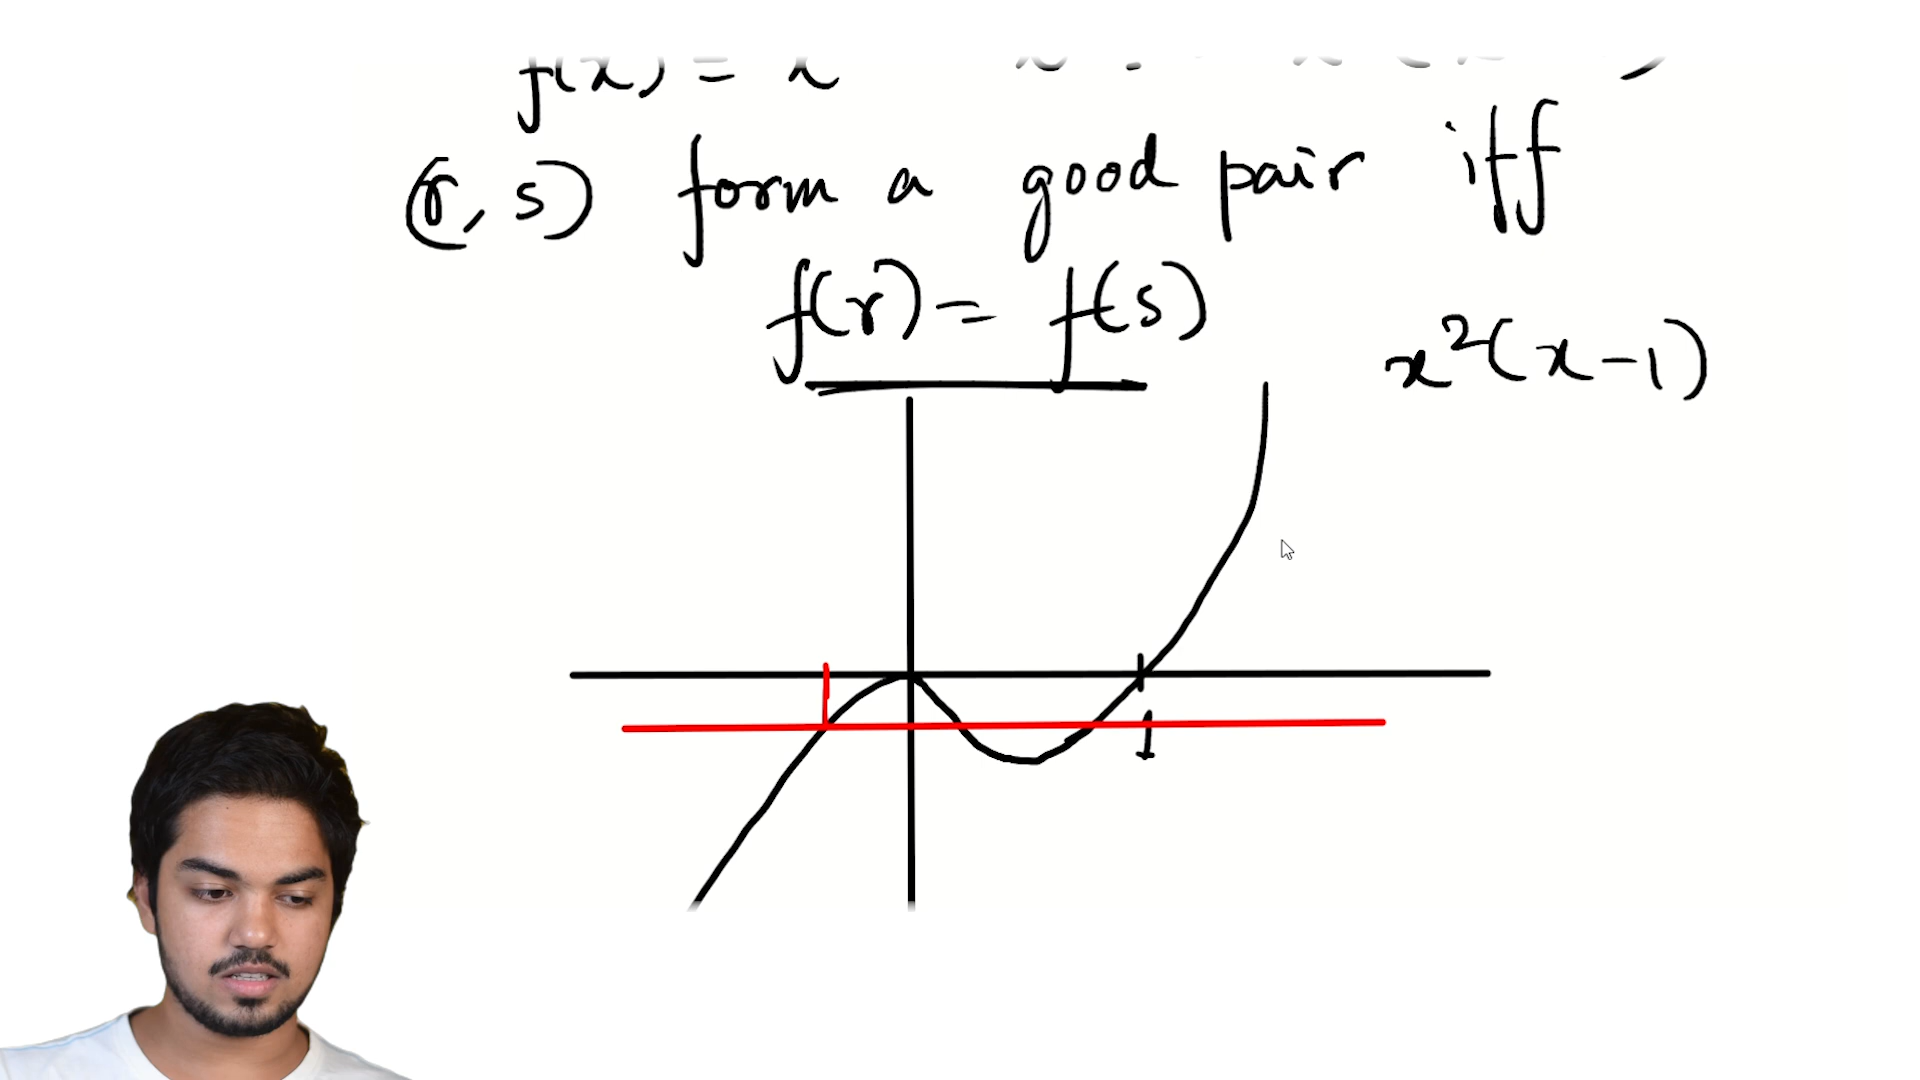 f(x) = x
(r, s) form a good pair iff
f(r) = f(s)
x²(x-1)
1